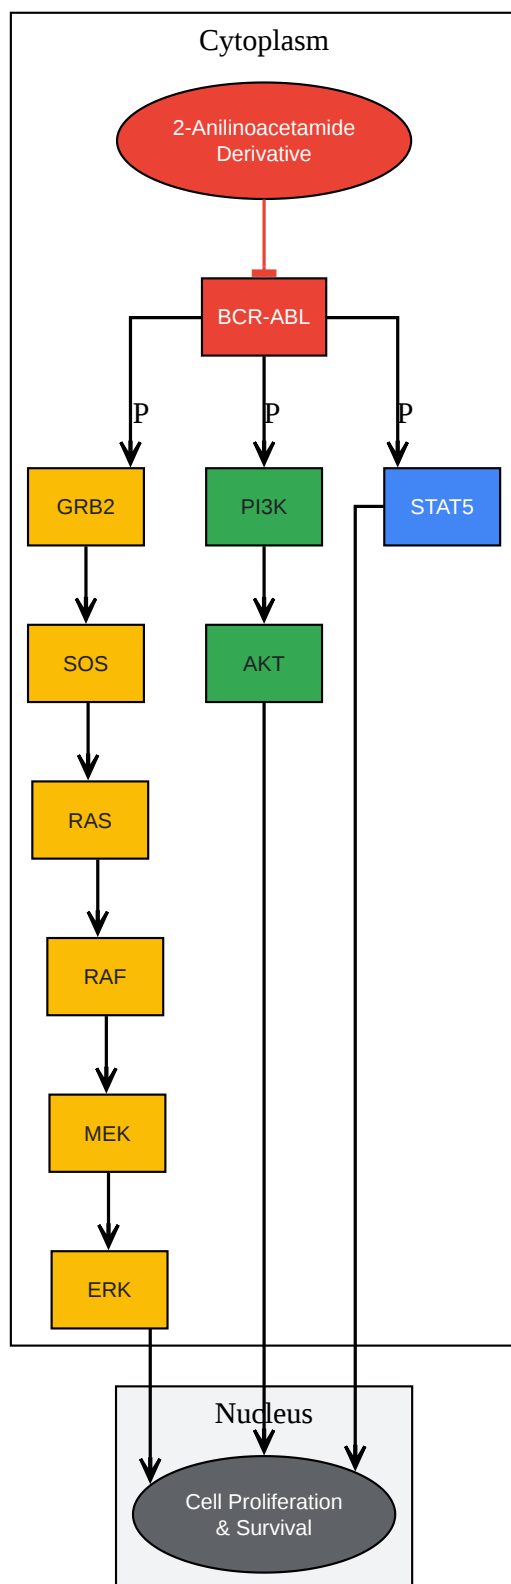 Cytoplasm
2-Anilinoacetamide
Derivative
BCR-ABL
P
P
P
GRB2
PI3K
STAT5
SOS
AKT
RAS
RAF
MEK
ERK
Nucleus
Cell Proliferation
& Survival